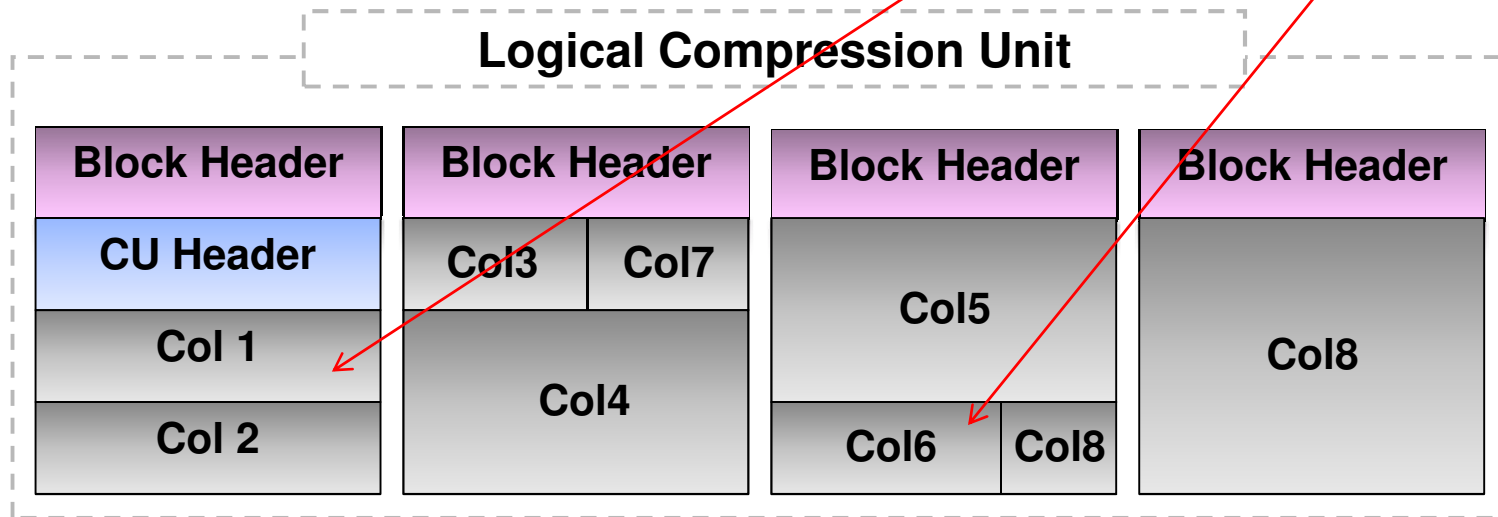 Logical Compression Unit
Block Header
CU Header
Col 1
Col 2
Block Header
Col3
Col7
Col4
Block Header
Col5
Col6
Col8
Block Header
Col8